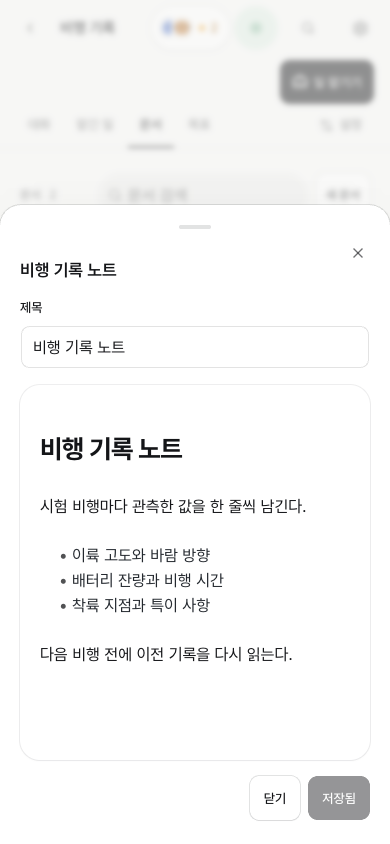 비행 기록
비행 기록 노트
제목
비행 기록 노트
비행 기록 노트
시험 비행마다 관측한 값을 한 줄씩 남긴다.
• 이륙 고도와 바람 방향
• 배터리 잔량과 비행 시간
• 착륙 지점과 특이 사항
다음 비행 전에 이전 기록을 다시 읽는다.
닫기
저장됨